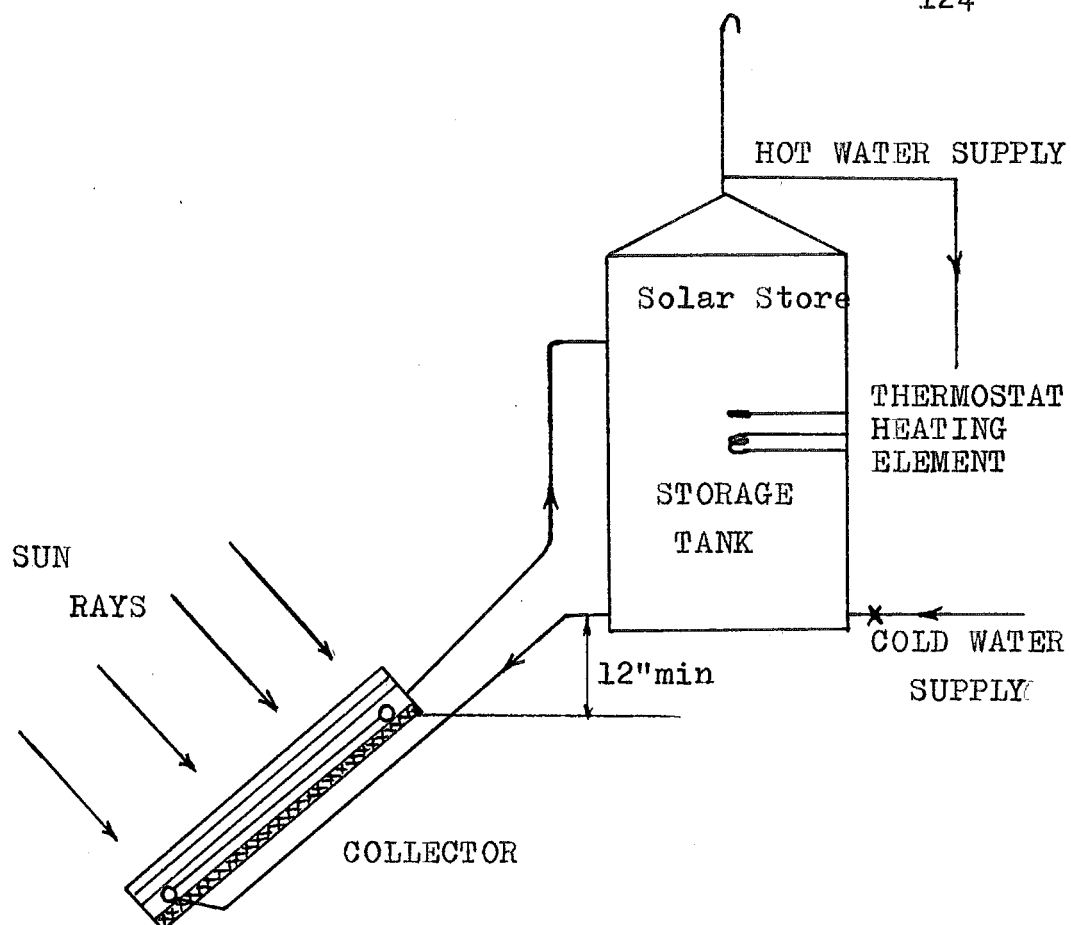 124
HOT WATER SUPPLY
Solar Store
THERMOSTAT
HEATING
ELEMENT
STORAGE
TANK
SUN
RAYS
COLD WATER
SUPPLY
12"min
COLLECTOR